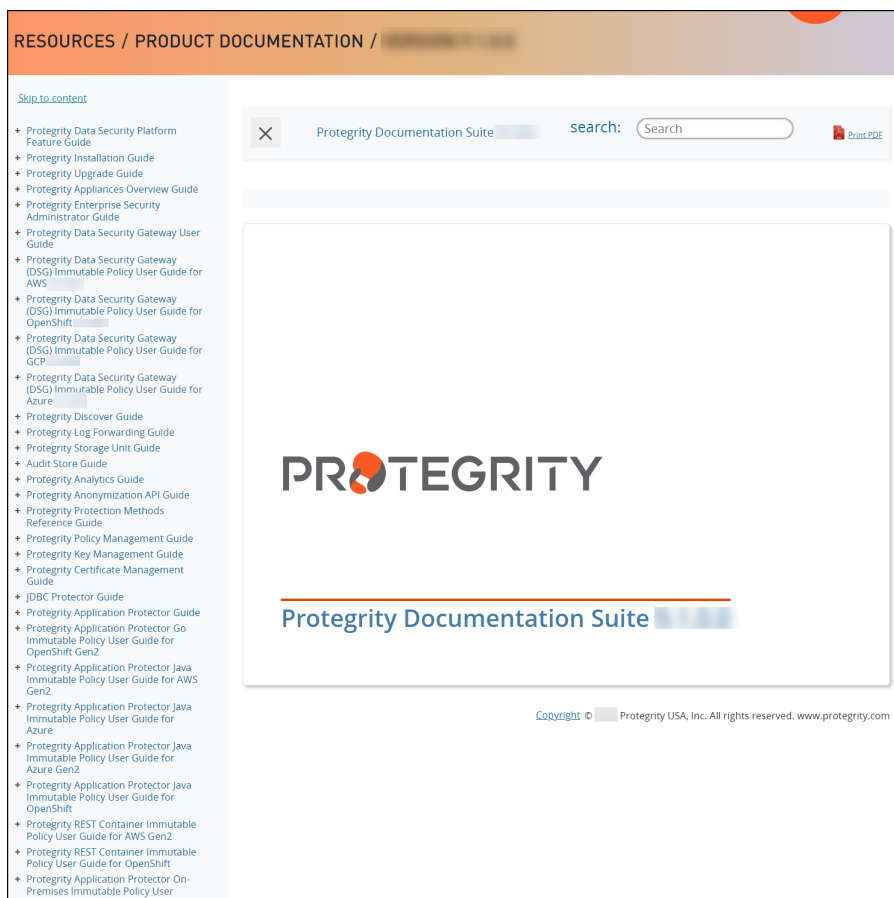 RESOURCES / PRODUCT DOCUMENTATION /
Skip to content
Protegrity Data Security Platform
Feature Guide
Protegrity Installation Guide
Protegrity Upgrade Guide
Protegrity Appliances Overview Guide
Protegrity Enterprise Security
Administrator Guide
Protegrity Data Security Gateway User
Guide
Protegrity Data Security Gateway
(DSG) Immutable Policy User Guide for
AWS
Protegrity Data Security Gateway
(DSG) Immutable Policy User Guide for
OpenShift
Protegrity Data Security Gateway
(DSG) Immutable Policy User Guide for
GCP
Protegrity Data Security Gateway
(DSG) Immutable Policy User Guide for
Azure
Protegrity Discover Guide
Protegrity Log Forwarding Guide
Protegrity Storage Unit Guide
Audit Store Guide
Protegrity Analytics Guide
Protegrity Anonymization API Guide
Protegrity Protection Methods
Reference Guide
Protegrity Policy Management Guide
Protegrity Key Management Guide
Protegrity Certificate Management
Guide
JDBC Protector Guide
Protegrity Application Protector Guide
Protegrity Application Protector Go
Immutable Policy User Guide for
OpenShift Gen2
Protegrity Application Protector Java
Immutable Policy User Guide for AWS
Gen2
Protegrity Application Protector Java
Immutable Policy User Guide for
Azure
Protegrity Application Protector Java
Immutable Policy User Guide for
Azure Gen2
Protegrity Application Protector Java
Immutable Policy User Guide for
OpenShift
Protegrity REST Container Immutable
Policy User Guide for AWS Gen2
Protegrity REST Container Immutable
Policy User Guide for OpenShift
Protegrity Application Protector On-
Premises Immutable Policy User
Protegrity Documentation Suite
search:
Search
Print PDF
PROTEGRITY
Protegrity Documentation Suite
Copyright © Protegrity USA, Inc. All rights reserved. www.protegrity.com